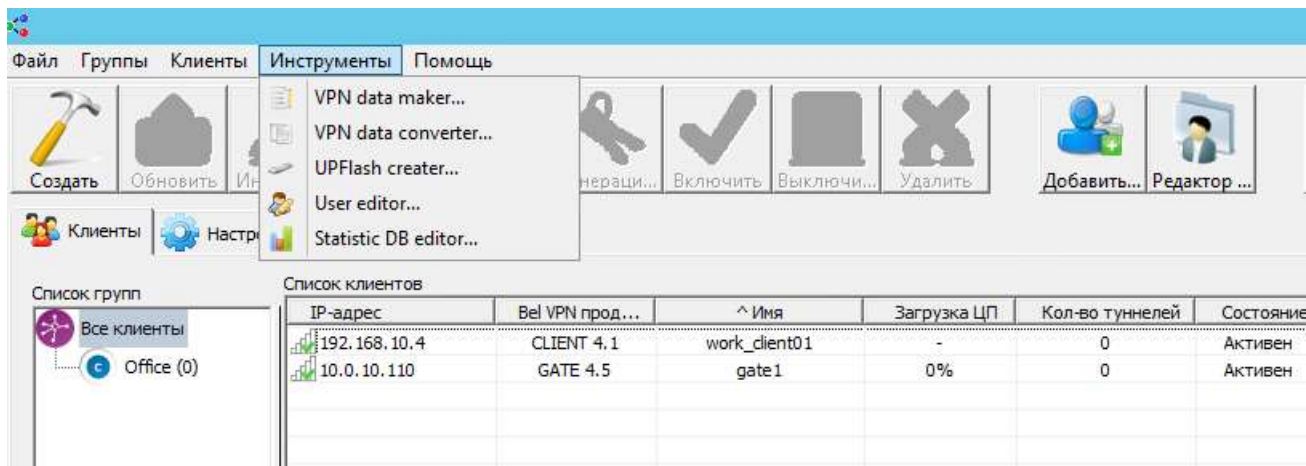 Файл Группы Клиенты Инструменты Помощь
VPN data maker...
VPN data converter...
UPFlash creater...
User editor...
Statistic DB editor...
Создать Обновить Включить Выключи... Удалить Добавить... Редактор ...
Клиенты
Список групп
Все клиенты
Office (0)
Список клиентов
IP-адрес Bel VPN прод... ^ Имя Загрузка ЦП Кол-во туннелей Состояние
192.168.10.4 CLIENT 4.1 work_client01 - 0 Активен
10.0.10.110 GATE 4.5 gate1 0% 0 Активен